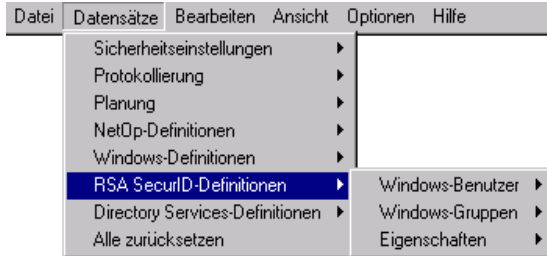 Datei Datensätze Bearbeiten Ansicht Optionen Hilfe
Sicherheitseinstellungen
Protokollierung
Planung
NetOp-Definitionen
Windows-Definitionen
RSA SecurID-Definitionen Windows-Benutzer
Directory Services-Definitionen Windows-Gruppen
Alle zurücksetzen Eigenschaften